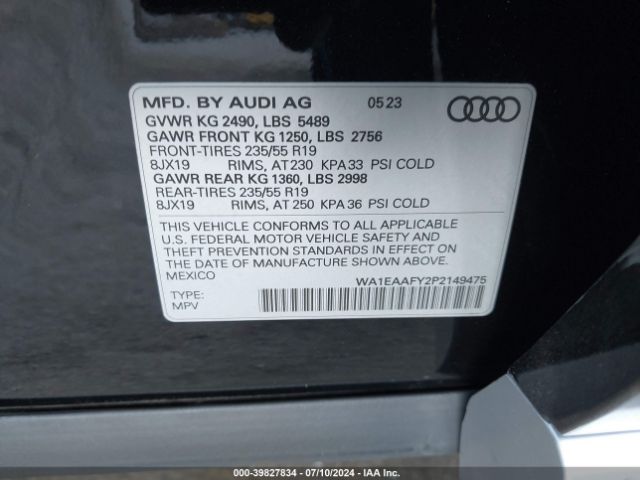 MFD. BY AUDI AG 05 23
GVWR KG 2490, LBS 5489
GAWR FRONT KG 1250, LBS 2756
FRONT-TIRES 235/55 R19
8JX19 RIMS, AT 230 KPA 33 PSI COLD
GAWR REAR KG 1360, LBS 2998
REAR-TIRES 235/55 R19
8JX19 RIMS, AT 250 KPA 36 PSI COLD
THIS VEHICLE CONFORMS TO ALL APPLICABLE
U.S. FEDERAL MOTOR VEHICLE SAFETY AND
THEFT PREVENTION STANDARDS IN EFFECT ON
THE DATE OF MANUFACTURE SHOWN ABOVE.
MEXICO
WA1EAAFY2P2149475
TYPE:
MPV
000-39827834 - 07/10/2024 - IAA Inc.